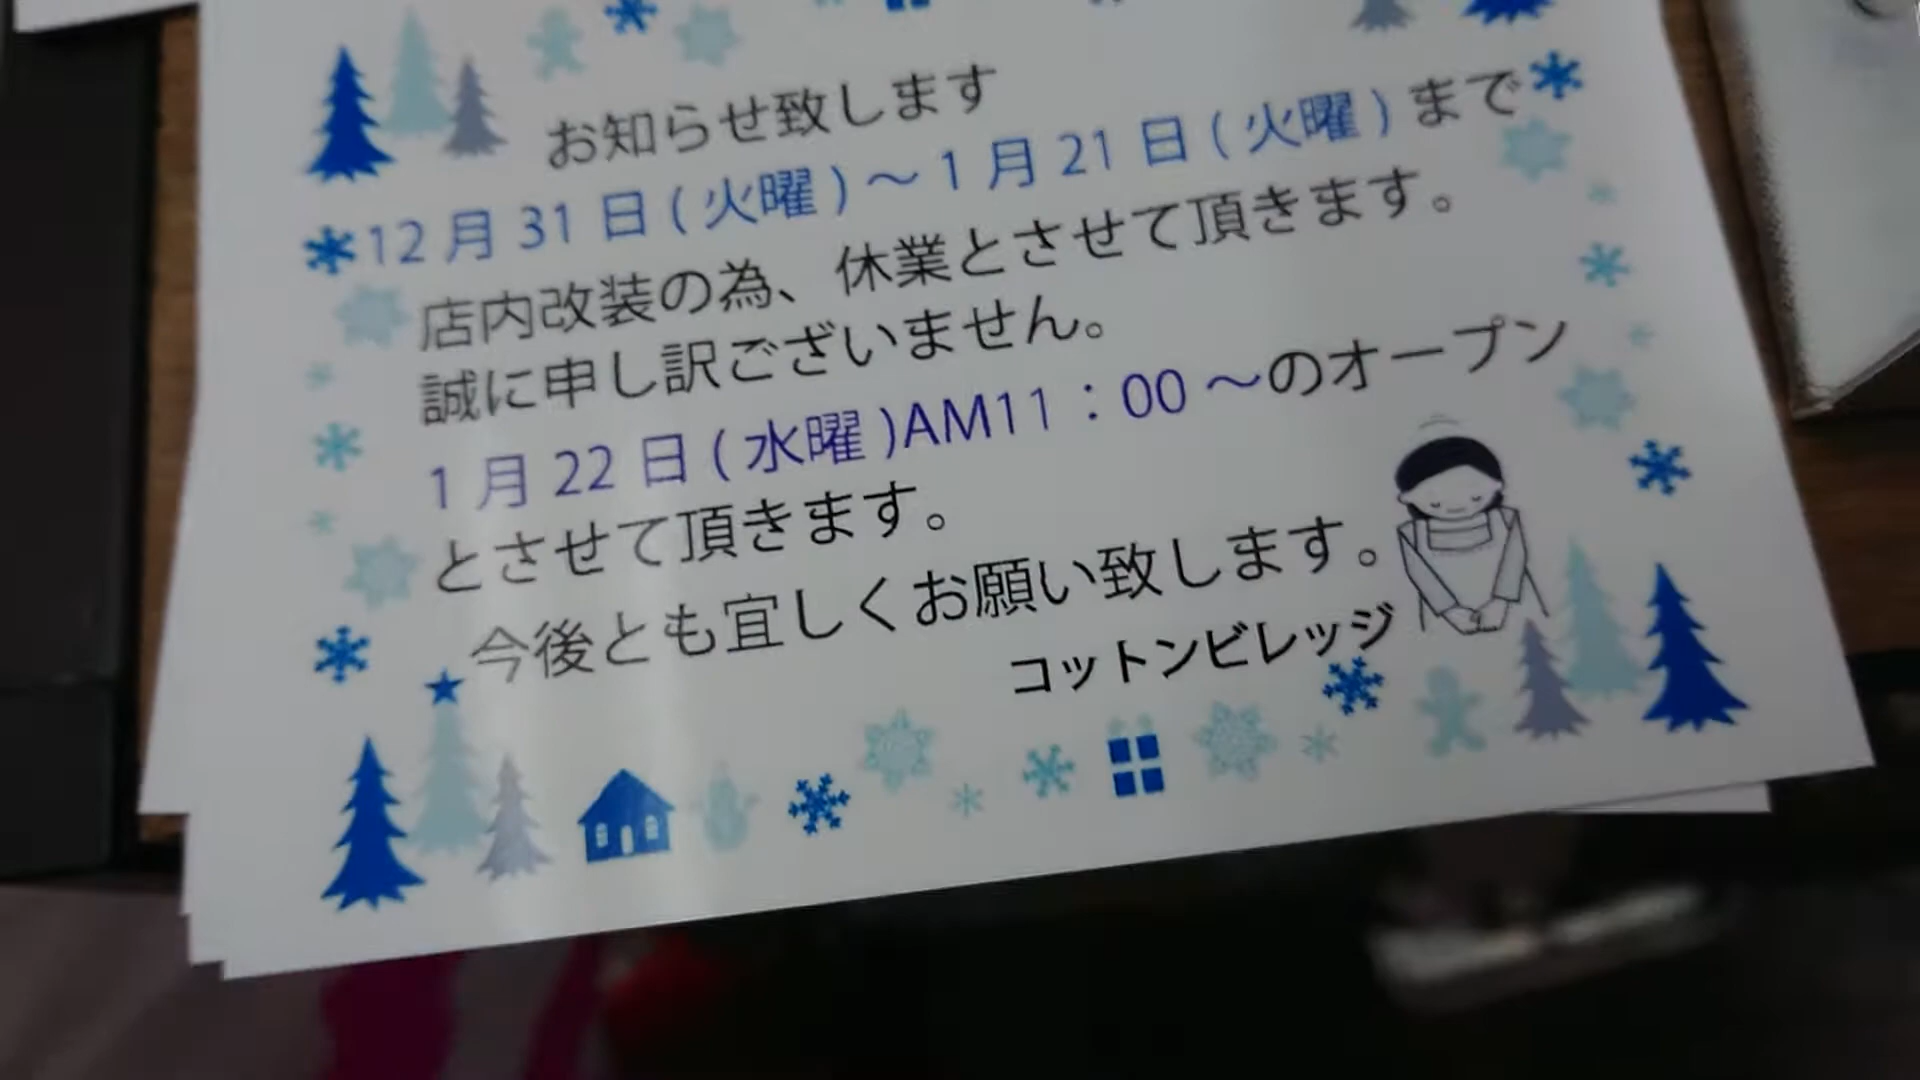 お知らせ致します
12月31日(火曜)～1月21日(火曜)まで
店内改装の為、休業とさせて頂きます。
誠に申し訳ございません。
1月22日(水曜)AM11：00～のオープン
とさせて頂きます。
今後とも宜しくお願い致します。
コットンビレッジ